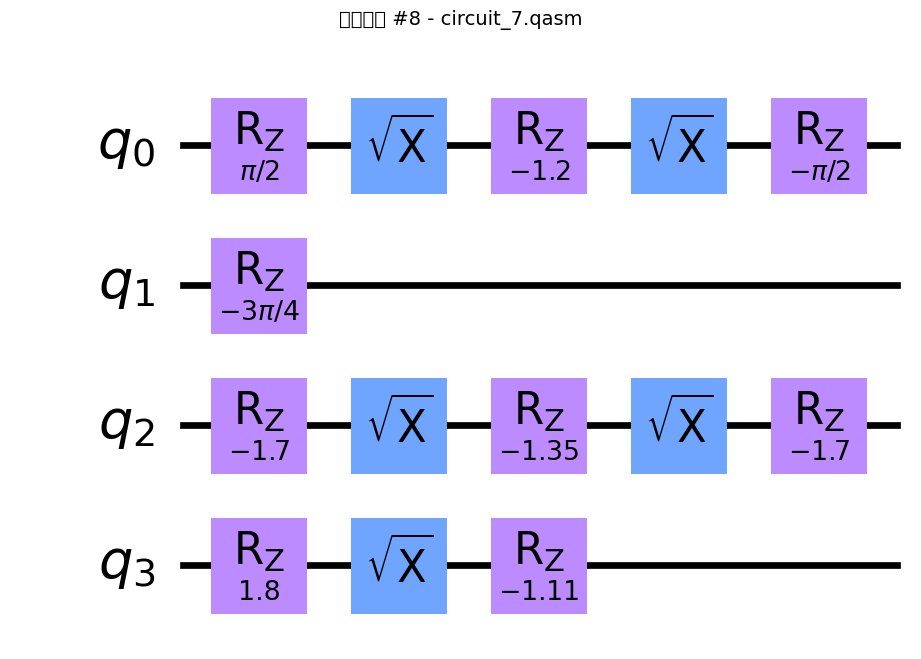 #8 - circuit_7.qasm
q0 RZ π/2 √X RZ −1.2 √X RZ −π/2
q1 RZ −3π/4
q2 RZ −1.7 √X RZ −1.35 √X RZ −1.7
q3 RZ 1.8 √X RZ −1.11